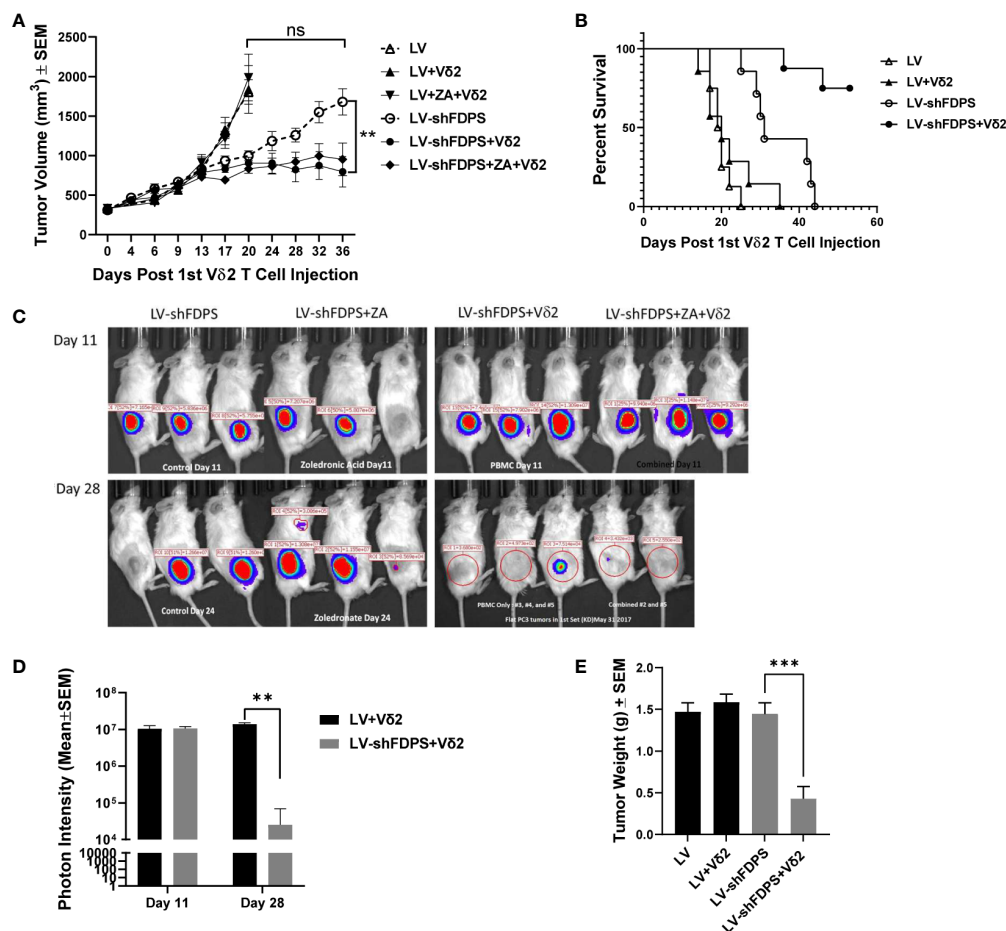 A
ns
Tumor Volume (mm³) ± SEM
2500
2000
1500
1000
500
0
0 4 6 9 13 17 20 24 28 32 36
Days Post 1st Vδ2 T Cell Injection
**
LV
LV+Vδ2
LV+ZA+Vδ2
LV-shFDPS
LV-shFDPS+Vδ2
LV-shFDPS+ZA+Vδ2
B
Percent Survival
100
50
0
0 20 40 60
Days Post 1st Vδ2 T Cell Injection
LV
LV+Vδ2
LV-shFDPS
LV-shFDPS+Vδ2
C
LV-shFDPS LV-shFDPS+ZA LV-shFDPS+Vδ2 LV-shFDPS+ZA+Vδ2
Day 11
Control Day 11 Zoledronic Acid Day11 PBMC Day 11 Combined Day 11
Day 28
Control Day 24 Zoledronate Day 24
PBMC Only - #3, #4, and #5 Combined #2 and #5
Flat PC3 tumors in 1st Set (KD)May 31 2017
D
Photon Intensity (Mean±SEM)
10⁸
10⁷
10⁶
10⁵
10⁴
10000
1000
100
10
1
**
Day 11 Day 28
LV+Vδ2
LV-shFDPS+Vδ2
E
Tumor Weight (g) ± SEM
2.0
1.5
1.0
0.5
0.0
***
LV
LV+Vδ2
LV-shFDPS
LV-shFDPS+Vδ2